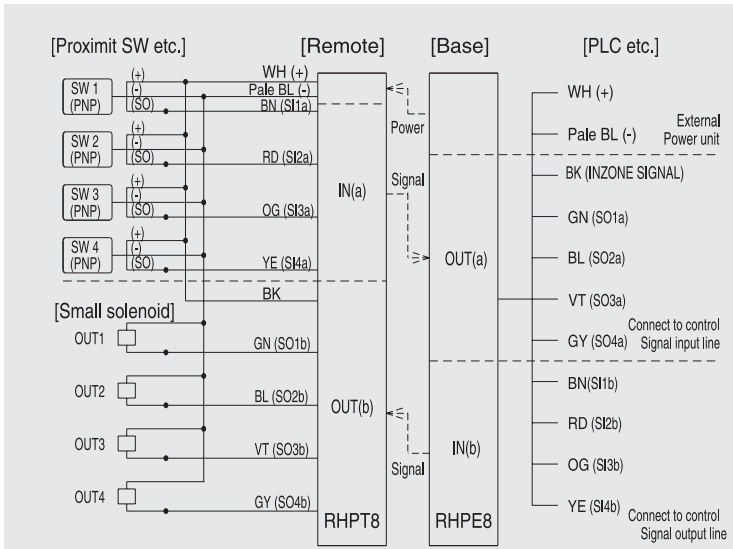 [Proximit SW etc.]
[Remote]
[Base]
[PLC etc.]
SW 1
(PNP)
(+)
(-)
(SO)
WH (+)
Pale BL (-)
BN (SI1a)
SW 2
(PNP)
(+)
(-)
(SO)
RD (SI2a)
SW 3
(PNP)
(+)
(-)
(SO)
OG (SI3a)
SW 4
(PNP)
(+)
(-)
(SO)
YE (SI4a)
BK
[Small solenoid]
OUT1
GN (SO1b)
OUT2
BL (SO2b)
OUT3
VT (SO3b)
OUT4
GY (SO4b)
IN(a)
OUT(b)
RHPT8
Power
Signal
Signal
OUT(a)
IN(b)
RHPE8
WH (+)
Pale BL (-)
External
Power unit
BK (INZONE SIGNAL)
GN (SO1a)
BL (SO2a)
VT (SO3a)
GY (SO4a)
Connect to control
Signal input line
BN(SI1b)
RD (SI2b)
OG (SI3b)
YE (SI4b)
Connect to control
Signal output line